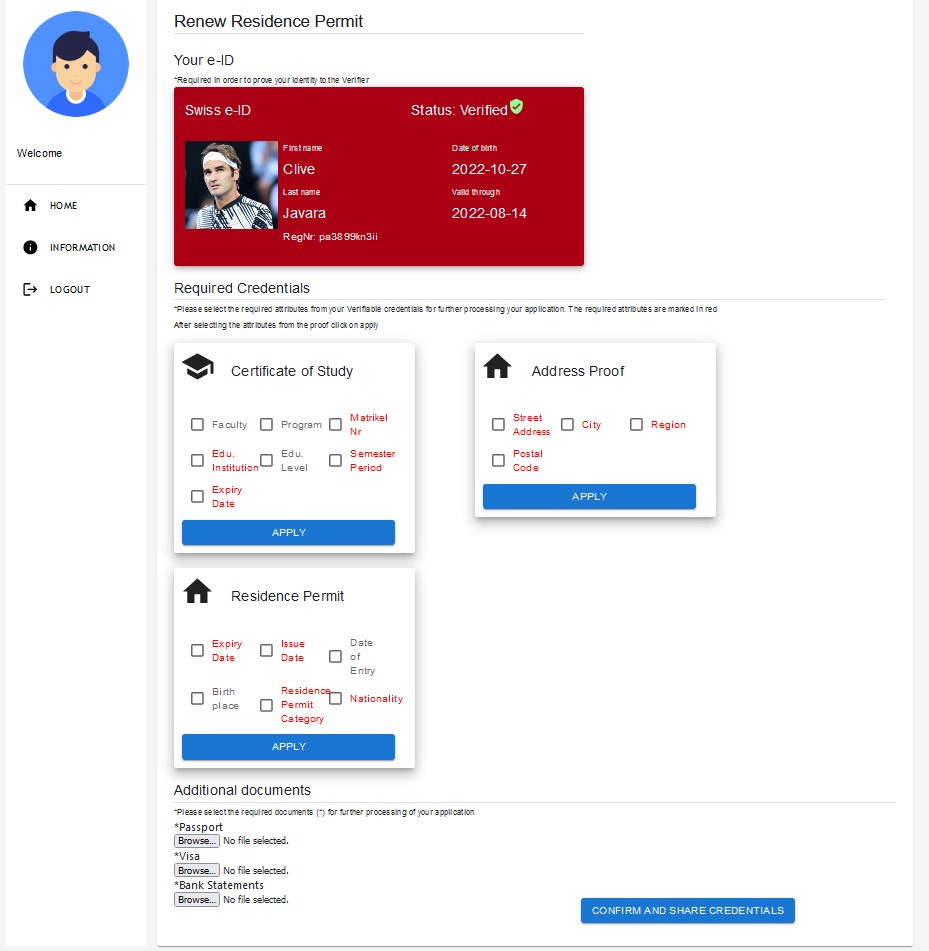 Welcome
HOME
INFORMATION
LOGOUT
Renew Residence Permit
Your e-ID
*Required in order to prove your identity to the Verifier
Swiss e-ID
Status: Verified
First name
Date of birth
Clive
2022-10-27
Last name
Valid through
Javara
2022-08-14
RegNr: pa3899kn3ii
Required Credentials
*Please select the required attributes from your Verifiable credentials for further processing your application. The required attributes are marked in red
After selecting the attributes from the proof click on apply
Certificate of Study
Faculty
Program
Matrikel
Nr
Edu.
Institution
Edu.
Level
Semester
Period
Expiry
Date
APPLY
Address Proof
Street
Address
City
Region
Postal
Code
APPLY
Residence Permit
Expiry
Date
Issue
Date
Date
of
Entry
Birth
place
Residence
Permit
Category
Nationality
APPLY
Additional documents
*Please select the required documents (*) for further processing of your application
*Passport
Browse... No file selected.
*Visa
Browse... No file selected.
*Bank Statements
Browse... No file selected.
CONFIRM AND SHARE CREDENTIALS